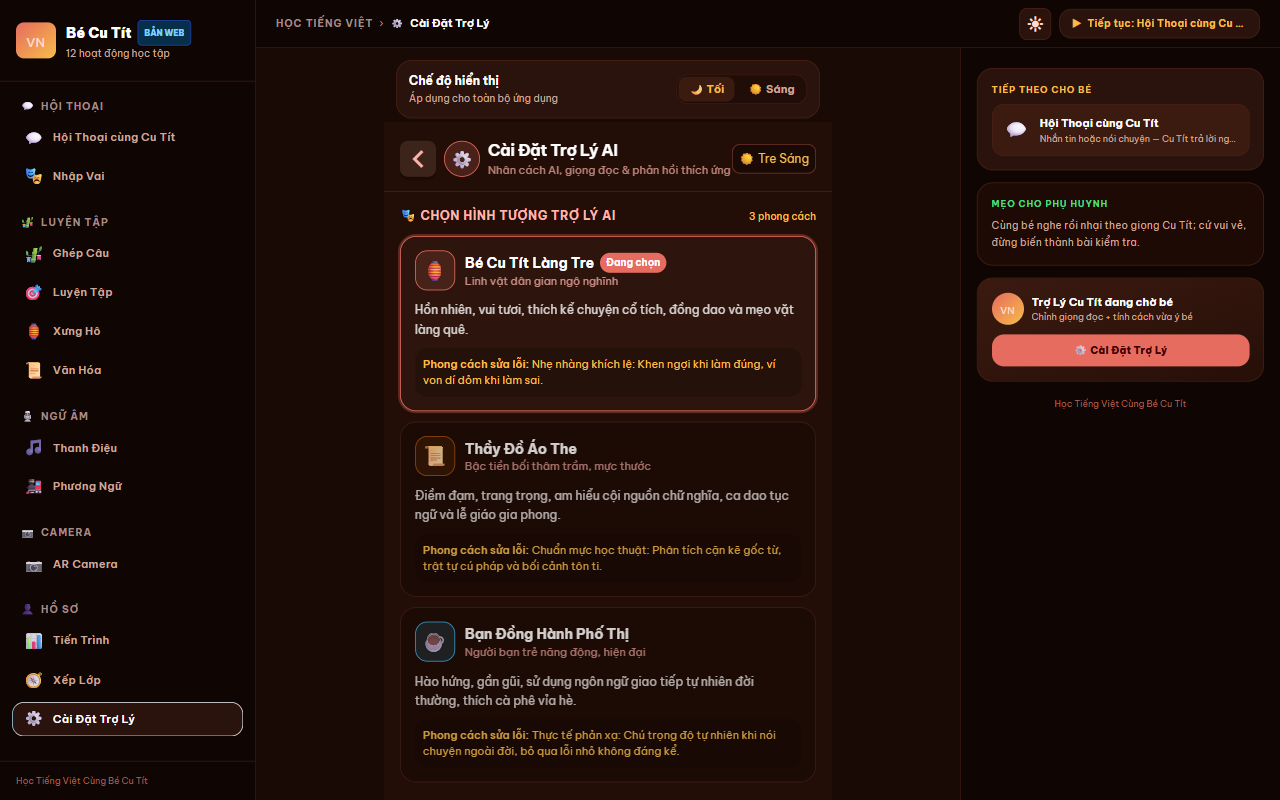 VN
Bé Cu Tít
BẢN WEB
12 hoạt động học tập
HỘI THOẠI
Hội Thoại cùng Cu Tít
Nhập Vai
LUYỆN TẬP
Ghép Câu
Luyện Tập
Xưng Hô
Văn Hóa
NGỮ ÂM
Thanh Điệu
Phương Ngữ
CAMERA
AR Camera
HỒ SƠ
Tiến Trình
Xếp Lớp
Cài Đặt Trợ Lý
Học Tiếng Việt Cùng Bé Cu Tít
HỌC TIẾNG VIỆT › Cài Đặt Trợ Lý
Tiếp tục: Hội Thoại cùng Cu ...
Chế độ hiển thị
Áp dụng cho toàn bộ ứng dụng
Tối
Sáng
Cài Đặt Trợ Lý AI
Nhân cách AI, giọng đọc & phản hồi thích ứng
Tre Sáng
CHỌN HÌNH TƯỢNG TRỢ LÝ AI
3 phong cách
Bé Cu Tít Làng Tre
Đang chọn
Linh vật dân gian ngộ nghĩnh
Hồn nhiên, vui tươi, thích kể chuyện cổ tích, đồng dao và mẹo vặt
làng quê.
Phong cách sửa lỗi: Nhẹ nhàng khích lệ: Khen ngợi khi làm đúng, ví
von dí dỏm khi làm sai.
Thầy Đồ Áo The
Bậc tiền bối thâm trầm, mực thước
Điềm đạm, trang trọng, am hiểu cội nguồn chữ nghĩa, ca dao tục
ngữ và lễ giáo gia phong.
Phong cách sửa lỗi: Chuẩn mực học thuật: Phân tích cặn kẽ gốc từ,
trật tự cú pháp và bối cảnh tôn ti.
Bạn Đồng Hành Phố Thị
Người bạn trẻ năng động, hiện đại
Hào hứng, gần gũi, sử dụng ngôn ngữ giao tiếp tự nhiên đời
thường, thích cà phê vỉa hè.
Phong cách sửa lỗi: Thực tế phản xạ: Chú trọng độ tự nhiên khi nói
chuyện ngoài đời, bỏ qua lỗi nhỏ không đáng kể.
TIẾP THEO CHO BÉ
Hội Thoại cùng Cu Tít
Nhắn tin hoặc nói chuyện — Cu Tít trả lời ng...
MẸO CHO PHỤ HUYNH
Cùng bé nghe rồi nhại theo giọng Cu Tít; cứ vui vẻ,
đừng biến thành bài kiểm tra.
VN
Trợ Lý Cu Tít đang chờ bé
Chỉnh giọng đọc + tính cách vừa ý bé
Cài Đặt Trợ Lý
Học Tiếng Việt Cùng Bé Cu Tít